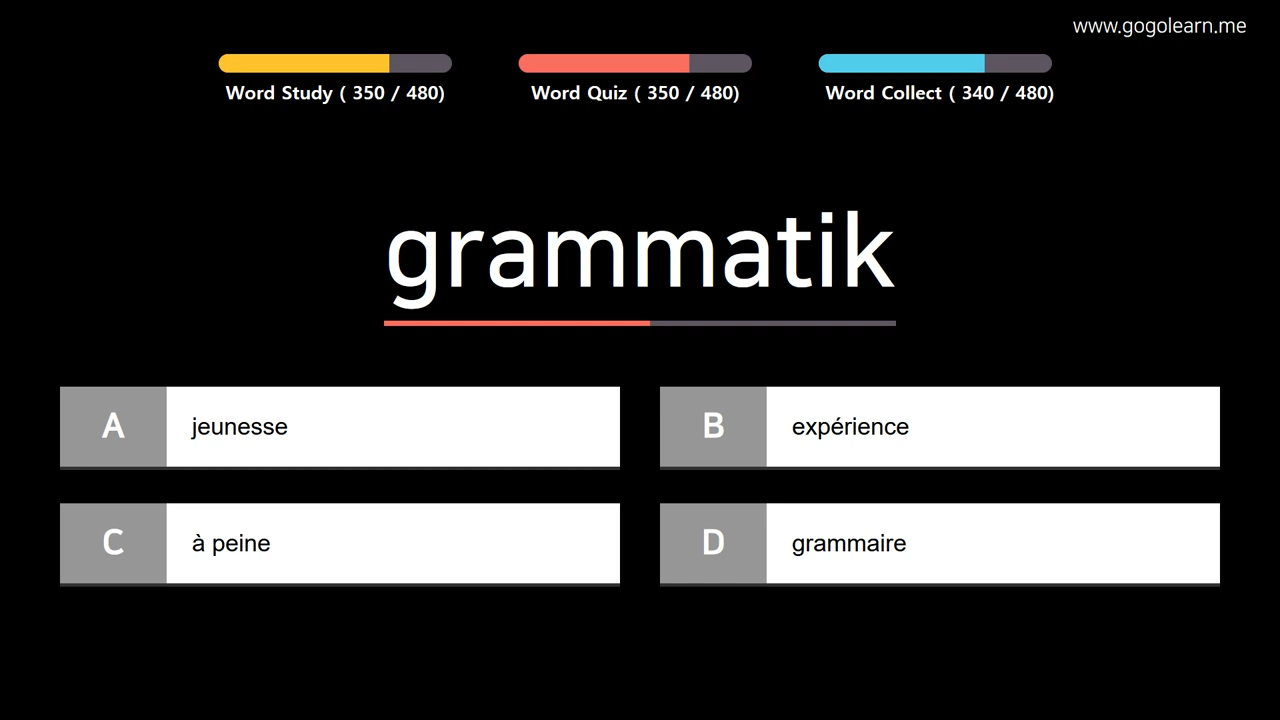 www.gogolearn.me
Word Study ( 350 / 480)
Word Quiz ( 350 / 480)
Word Collect ( 340 / 480)
grammatik
A jeunesse
B expérience
C à peine
D grammaire